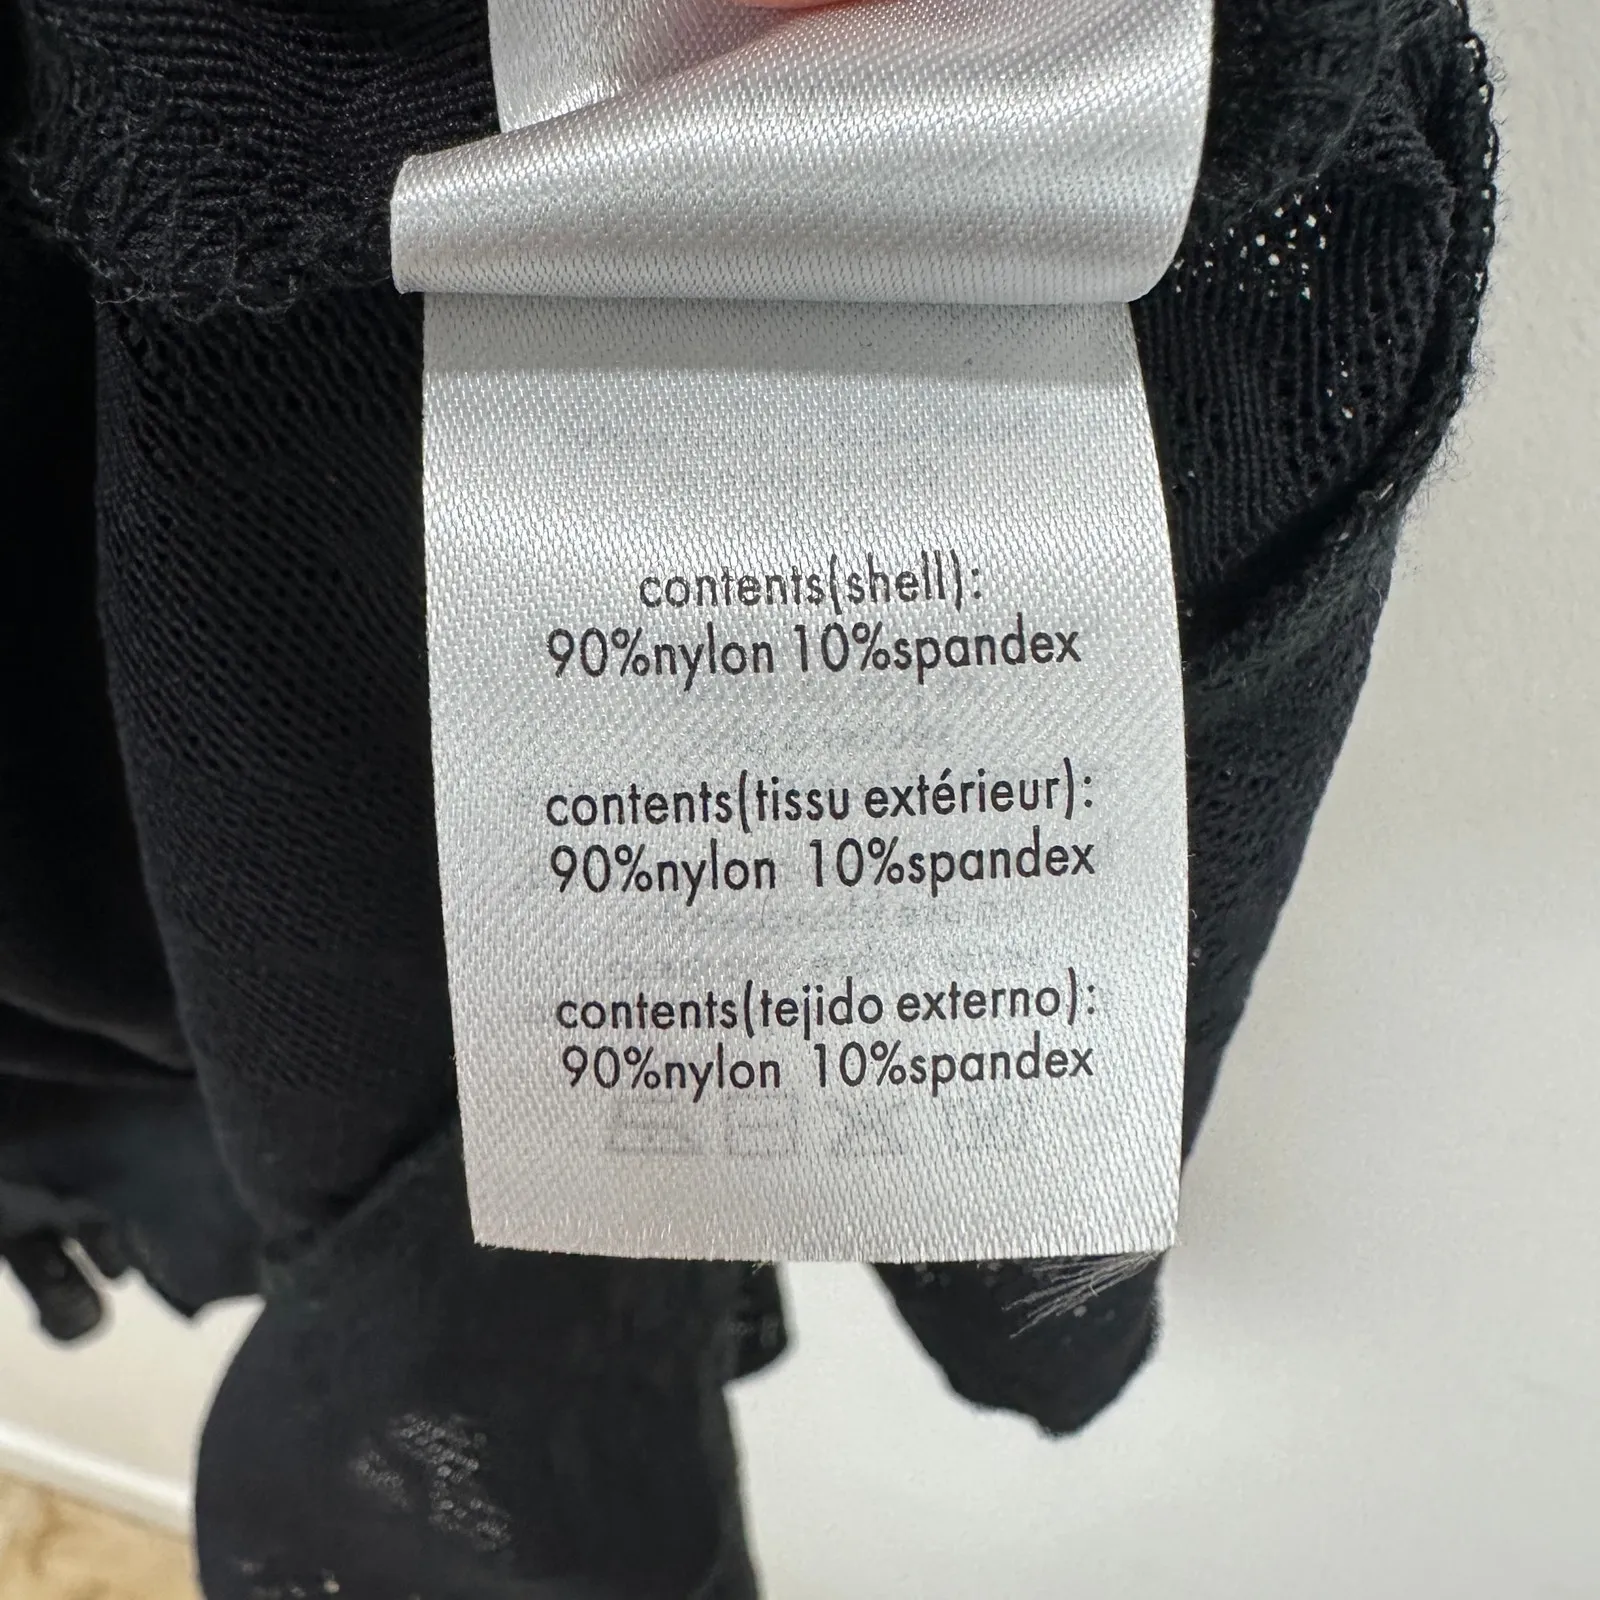 contents(shell):
90%nylon 10%spandex
contents(tissu extérieur):
90%nylon 10%spandex
contents(tejido externo):
90%nylon 10%spandex